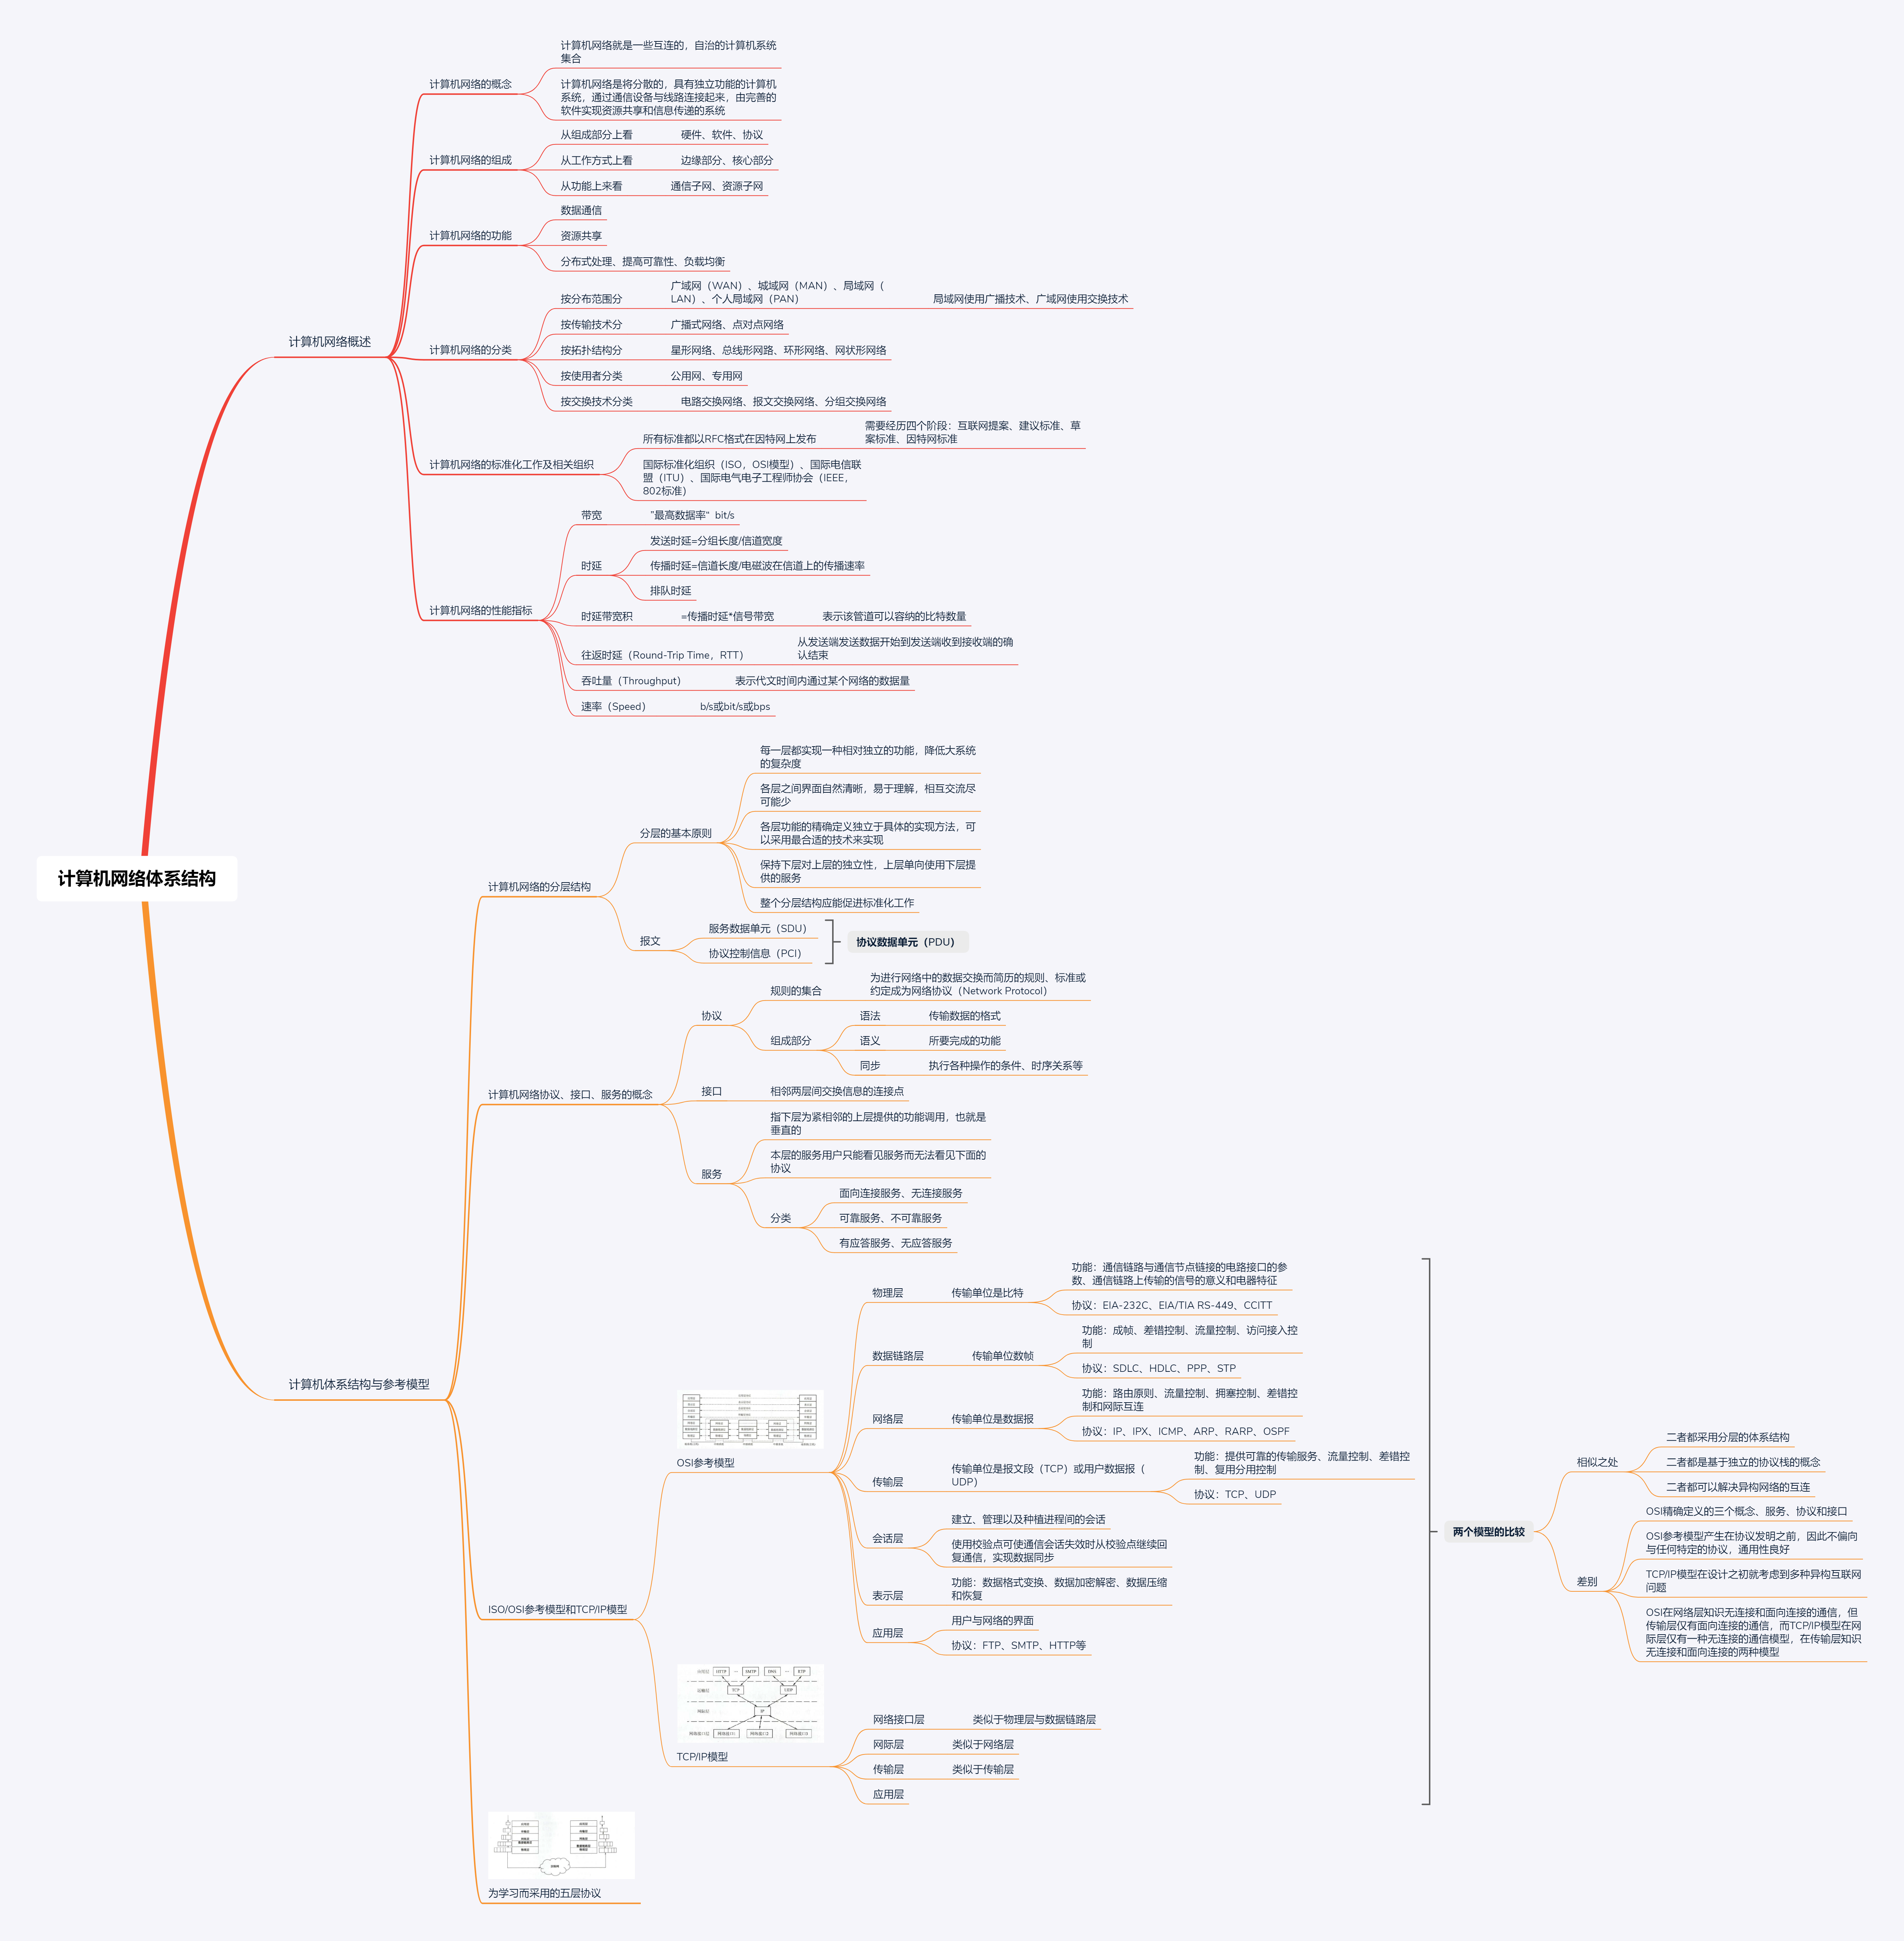 计算机网络体系结构
计算机网络概述
计算机网络的概念
计算机网络就是一些互连的，自治的计算机系统
集合
计算机网络是将分散的，具有独立功能的计算机
系统，通过通信设备与线路连接起来，由完善的
软件实现资源共享和信息传递的系统
计算机网络的组成
从组成部分上看
硬件、软件、协议
从工作方式上看
边缘部分、核心部分
从功能上来看
通信子网、资源子网
计算机网络的功能
数据通信
资源共享
分布式处理、提高可靠性、负载均衡
计算机网络的分类
按分布范围分
广域网（WAN）、城域网（MAN）、局域网（
LAN）、个人局域网（PAN）
局域网使用广播技术、广域网使用交换技术
按传输技术分
广播式网络、点对点网络
按拓扑结构分
星形网络、总线形网路、环形网络、网状形网络
按使用者分类
公用网、专用网
按交换技术分类
电路交换网络、报文交换网络、分组交换网络
计算机网络的标准化工作及相关组织
所有标准都以RFC格式在因特网上发布
需要经历四个阶段：互联网提案、建议标准、草
案标准、因特网标准
国际标准化组织（ISO，OSI模型）、国际电信联
盟（ITU）、国际电气电子工程师协会（IEEE，
802标准）
计算机网络的性能指标
带宽
”最高数据率“ bit/s
时延
发送时延=分组长度/信道宽度
传播时延=信道长度/电磁波在信道上的传播速率
排队时延
时延带宽积
=传播时延*信号带宽
表示该管道可以容纳的比特数量
往返时延（Round-Trip Time，RTT）
从发送端发送数据开始到发送端收到接收端的确
认结束
吞吐量（Throughput）
表示代文时间内通过某个网络的数据量
速率（Speed）
b/s或bit/s或bps
计算机体系结构与参考模型
计算机网络的分层结构
分层的基本原则
每一层都实现一种相对独立的功能，降低大系统
的复杂度
各层之间界面自然清晰，易于理解，相互交流尽
可能少
各层功能的精确定义独立于具体的实现方法，可
以采用最合适的技术来实现
保持下层对上层的独立性，上层单向使用下层提
供的服务
整个分层结构应能促进标准化工作
报文
服务数据单元（SDU）
协议控制信息（PCI）
协议数据单元（PDU）
计算机网络协议、接口、服务的概念
协议
规则的集合
为进行网络中的数据交换而简历的规则、标准或
约定成为网络协议（Network Protocol）
组成部分
语法
传输数据的格式
语义
所要完成的功能
同步
执行各种操作的条件、时序关系等
接口
相邻两层间交换信息的连接点
服务
指下层为紧相邻的上层提供的功能调用，也就是
垂直的
本层的服务用户只能看见服务而无法看见下面的
协议
分类
面向连接服务、无连接服务
可靠服务、不可靠服务
有应答服务、无应答服务
ISO/OSI参考模型和TCP/IP模型
OSI参考模型
物理层
传输单位是比特
功能：通信链路与通信节点链接的电路接口的参
数、通信链路上传输的信号的意义和电器特征
协议：EIA-232C、EIA/TIA RS-449、CCITT
数据链路层
传输单位数帧
功能：成帧、差错控制、流量控制、访问接入控
制
协议：SDLC、HDLC、PPP、STP
网络层
传输单位是数据报
功能：路由原则、流量控制、拥塞控制、差错控
制和网际互连
协议：IP、IPX、ICMP、ARP、RARP、OSPF
传输层
传输单位是报文段（TCP）或用户数据报（
UDP）
功能：提供可靠的传输服务、流量控制、差错控
制、复用分用控制
协议：TCP、UDP
会话层
建立、管理以及种植进程间的会话
使用校验点可使通信会话失效时从校验点继续回
复通信，实现数据同步
表示层
功能：数据格式变换、数据加密解密、数据压缩
和恢复
应用层
用户与网络的界面
协议：FTP、SMTP、HTTP等
HTTP
SMTP
DNS
RTP
TCP
UDP
IP
TCP/IP模型
网络接口层
类似于物理层与数据链路层
网际层
类似于网络层
传输层
类似于传输层
应用层
两个模型的比较
相似之处
二者都采用分层的体系结构
二者都是基于独立的协议栈的概念
二者都可以解决异构网络的互连
差别
OSI精确定义的三个概念、服务、协议和接口
OSI参考模型产生在协议发明之前，因此不偏向
与任何特定的协议，通用性良好
TCP/IP模型在设计之初就考虑到多种异构互联网
问题
OSI在网络层知识无连接和面向连接的通信，但
传输层仅有面向连接的通信，而TCP/IP模型在网
际层仅有一种无连接的通信模型，在传输层知识
无连接和面向连接的两种模型
为学习而采用的五层协议